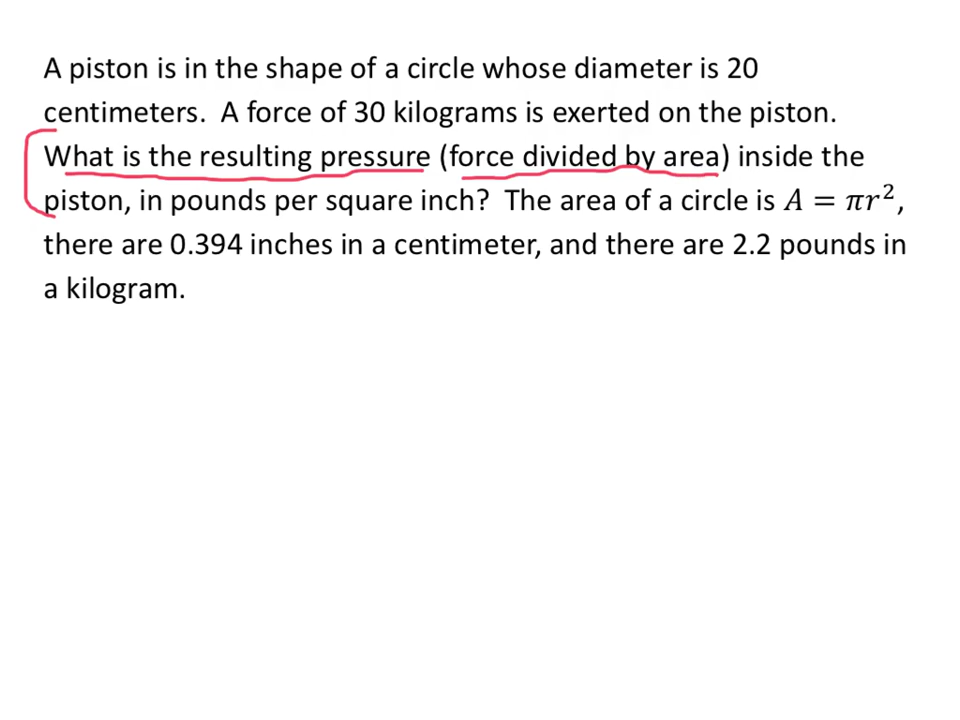 A piston is in the shape of a circle whose diameter is 20
centimeters.  A force of 30 kilograms is exerted on the piston.
What is the resulting pressure (force divided by area) inside the
piston, in pounds per square inch?  The area of a circle is 𝐴 = 𝜋𝑟²,
there are 0.394 inches in a centimeter, and there are 2.2 pounds in
a kilogram.